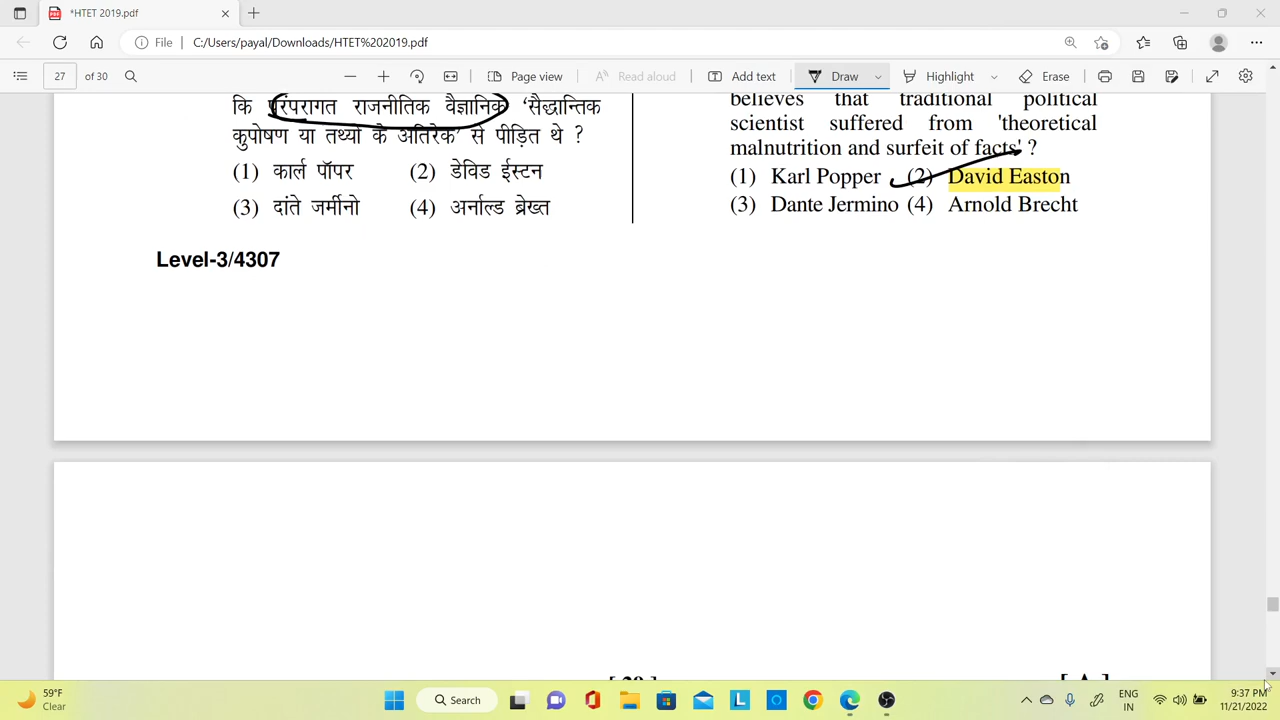 *HTET 2019.pdf
File C:/Users/payal/Downloads/HTET%202019.pdf
27 of 30 Page view Read aloud Add text Draw Highlight Erase
कि परंपरागत राजनीतिक वैज्ञानिक ‘सैद्धान्तिक
कुपोषण या तथ्यों के अतिरेक’ से पीड़ित थे ?
(1) कार्ल पॉपर (2) डेविड ईस्टन
(3) दांते जर्मीनो (4) अर्नाल्ड ब्रेख्त
believes that traditional political
scientist suffered from 'theoretical
malnutrition and surfeit of facts' ?
(1) Karl Popper (2) David Easton
(3) Dante Jermino (4) Arnold Brecht
Level-3/4307
59°F
Clear
Search
ENG
IN
9:37 PM
11/21/2022